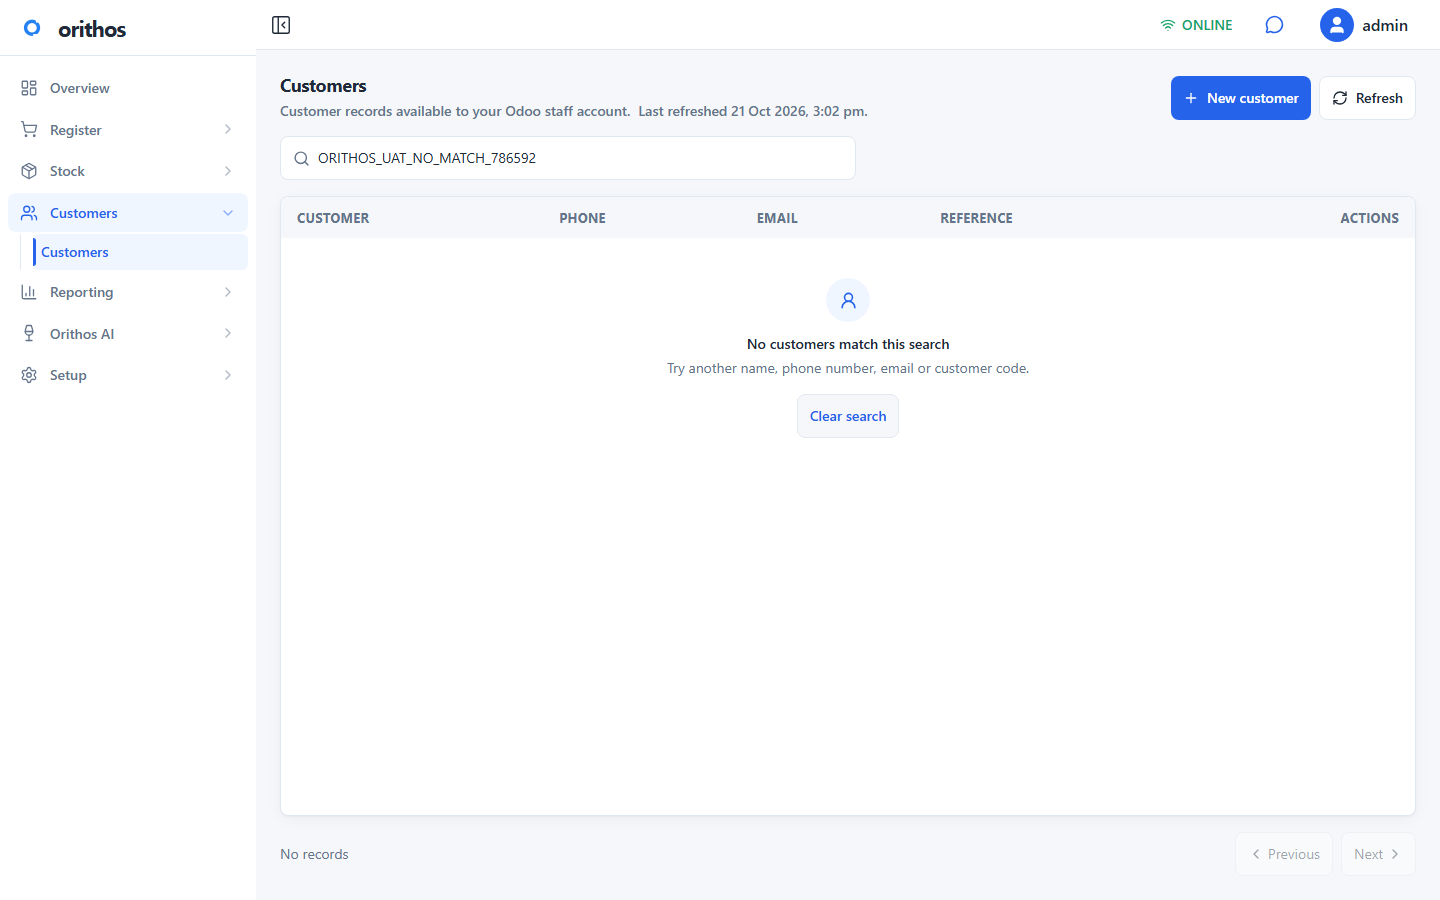 orithos
ONLINE
admin
Overview
Register
Stock
Customers
Customers
Reporting
Orithos AI
Setup
Customers
Customer records available to your Odoo staff account. Last refreshed 21 Oct 2026, 3:02 pm.
New customer
Refresh
ORITHOS_UAT_NO_MATCH_786592
CUSTOMER PHONE EMAIL REFERENCE ACTIONS
No customers match this search
Try another name, phone number, email or customer code.
Clear search
No records
Previous
Next